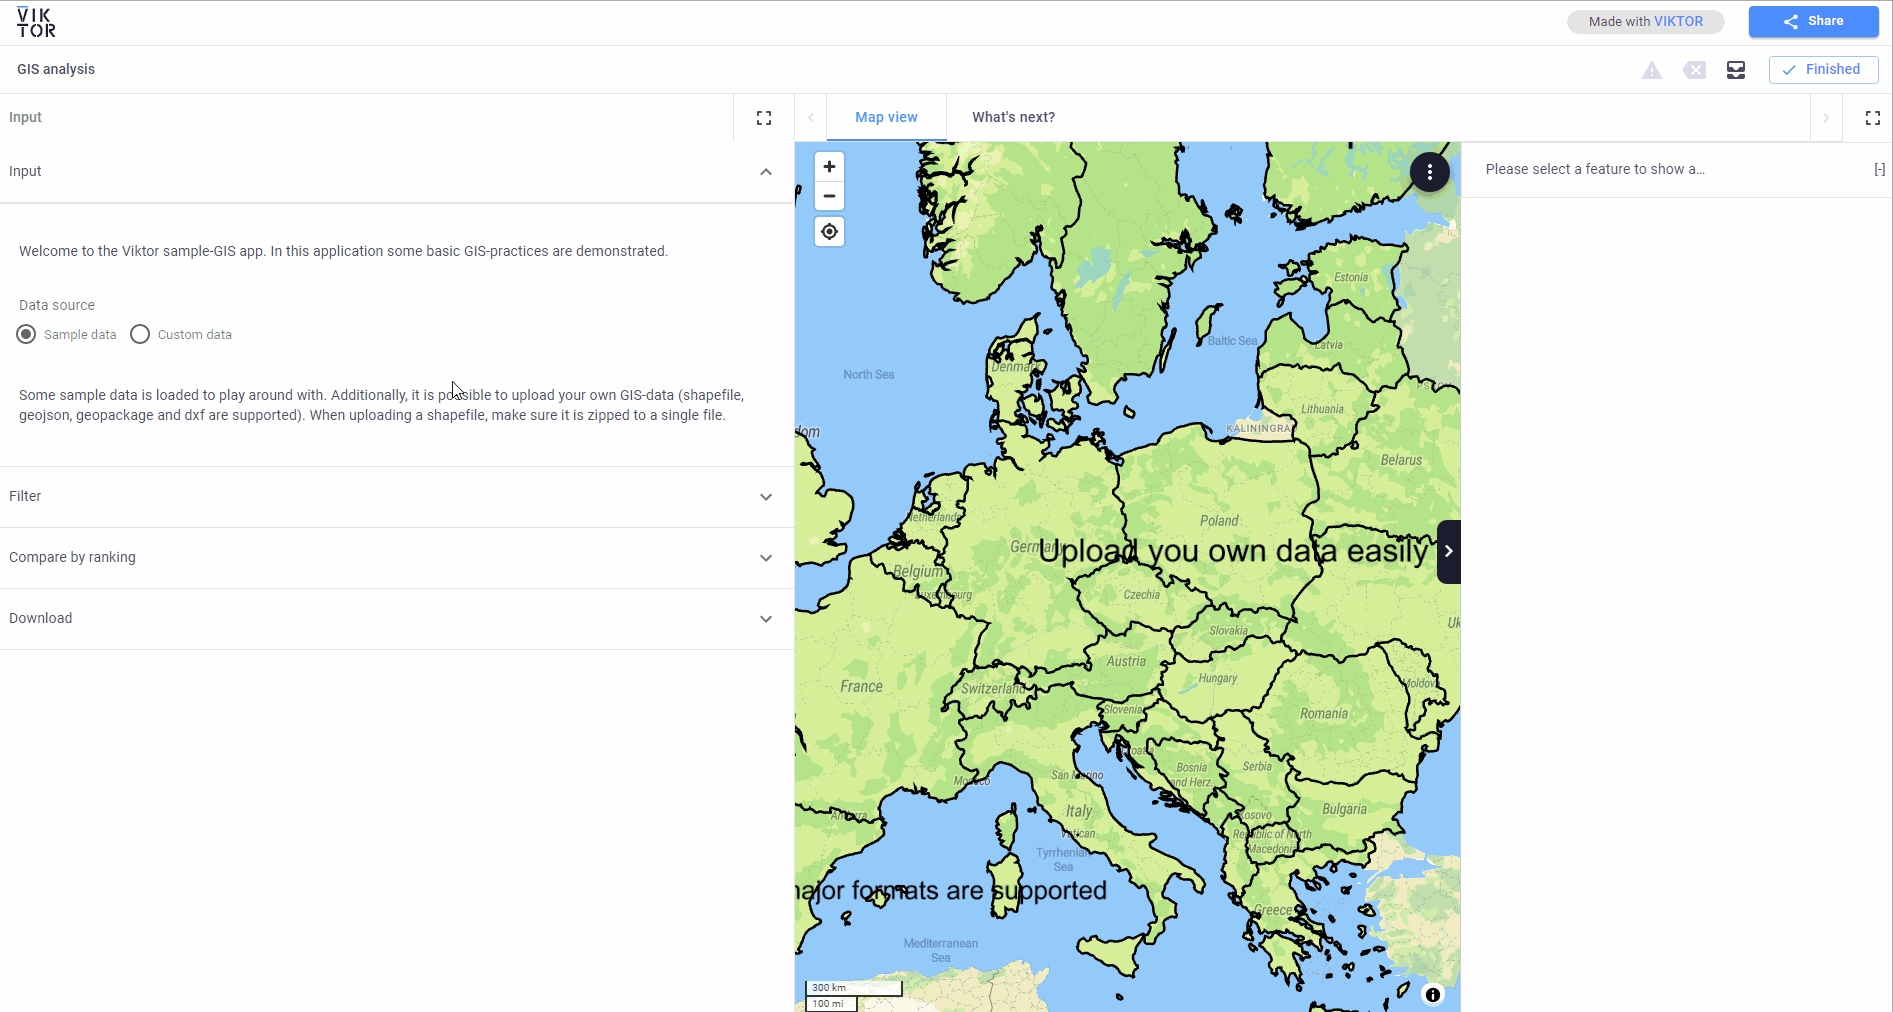 VIKTOR
Made with VIKTOR
Share
GIS analysis
Finished
Input
Map view
What's next?
Input
Please select a feature to show a...
[-]
Welcome to the Viktor sample-GIS app. In this application some basic GIS-practices are demonstrated.
Data source
Sample data
Custom data
Some sample data is loaded to play around with. Additionally, it is possible to upload your own GIS-data (shapefile,
geojson, geopackage and dxf are supported). When uploading a shapefile, make sure it is zipped to a single file.
Filter
Compare by ranking
Download
Estonia
Baltic Sea
Latvia
Denmark
North Sea
Lithuania
KALININGRAD
Belarus
Netherlands
Poland
Germany
Upload you own data easily
Belgium
Luxembourg
Czechia
Slovakia
Austria
Hungary
Moldova
France
Switzerland
Slovenia
Romania
Croatia
Bosnia
and Herz.
Serbia
San Marino
Monaco
Italy
Bulgaria
Andorra
Kosovo
Vatican
Republic of North
Macedonia
Tyrrhenian
Sea
major formats are supported
Greece
Mediterranean
Sea
300 km
100 mi